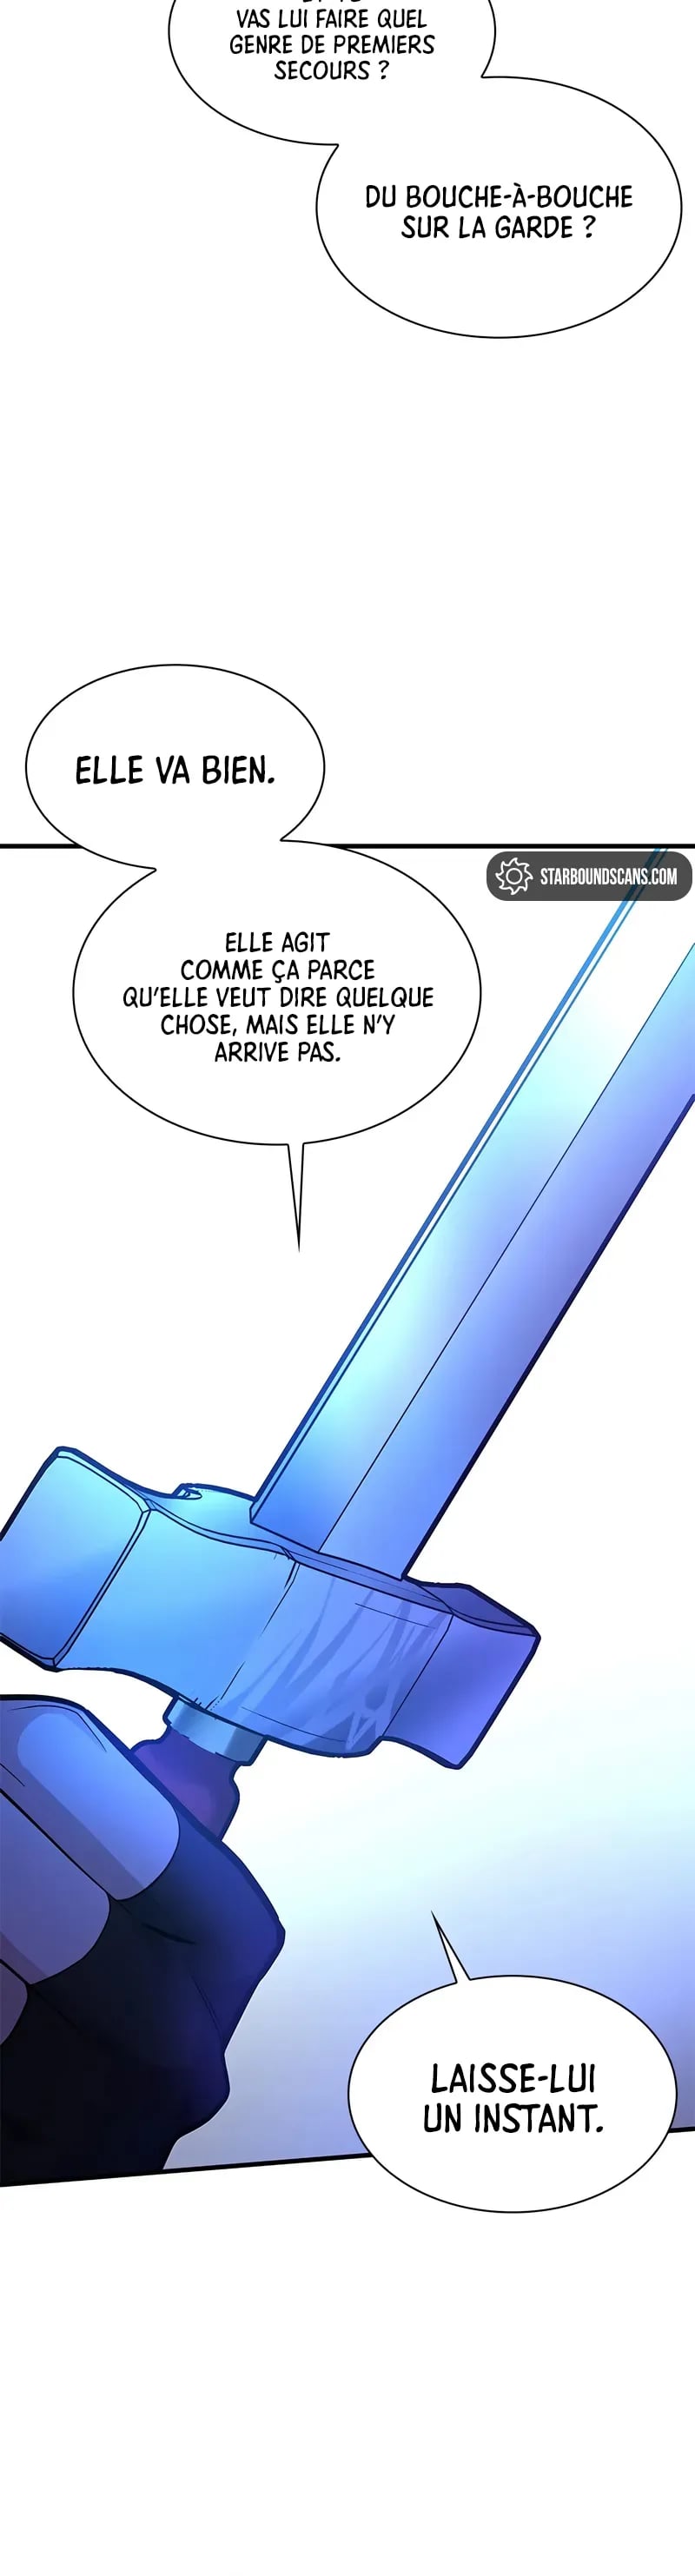 VAS LUI FAIRE QUEL
GENRE DE PREMIERS
SECOURS ?
DU BOUCHE-À-BOUCHE
SUR LA GARDE ?
ELLE VA BIEN.
STARBOUNDSCANS.COM
ELLE AGIT
COMME ÇA PARCE
QU'ELLE VEUT DIRE QUELQUE
CHOSE, MAIS ELLE N'Y
ARRIVE PAS.
LAISSE-LUI
UN INSTANT.